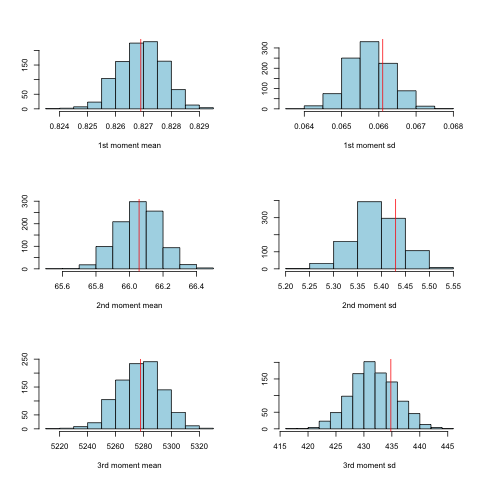 0 50 150
0.824 0.825 0.826 0.827 0.828 0.829
1st moment mean
0 100 200 300
0.064 0.065 0.066 0.067 0.068
1st moment sd
0 100 200 300
65.6 65.8 66.0 66.2 66.4
2nd moment mean
0 100 300
5.20 5.25 5.30 5.35 5.40 5.45 5.50 5.55
2nd moment sd
0 50 150 250
5220 5240 5260 5280 5300 5320
3rd moment mean
0 50 150
415 420 425 430 435 440 445
3rd moment sd